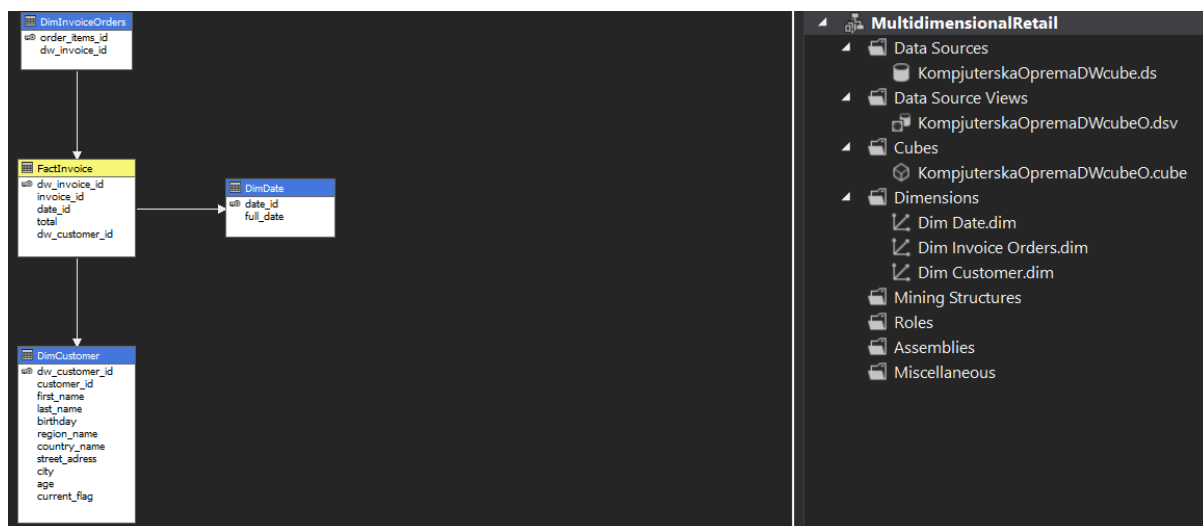 DimInvoiceOrders
order_items_id
dw_invoice_id
FactInvoice
dw_invoice_id
invoice_id
date_id
total
dw_customer_id
DimDate
date_id
full_date
DimCustomer
dw_customer_id
customer_id
first_name
last_name
birthday
region_name
country_name
street_adress
city
age
current_flag
MultidimensionalRetail
Data Sources
KompjuterskaOpremaDWcube.ds
Data Source Views
KompjuterskaOpremaDWcubeO.dsv
Cubes
KompjuterskaOpremaDWcubeO.cube
Dimensions
Dim Date.dim
Dim Invoice Orders.dim
Dim Customer.dim
Mining Structures
Roles
Assemblies
Miscellaneous